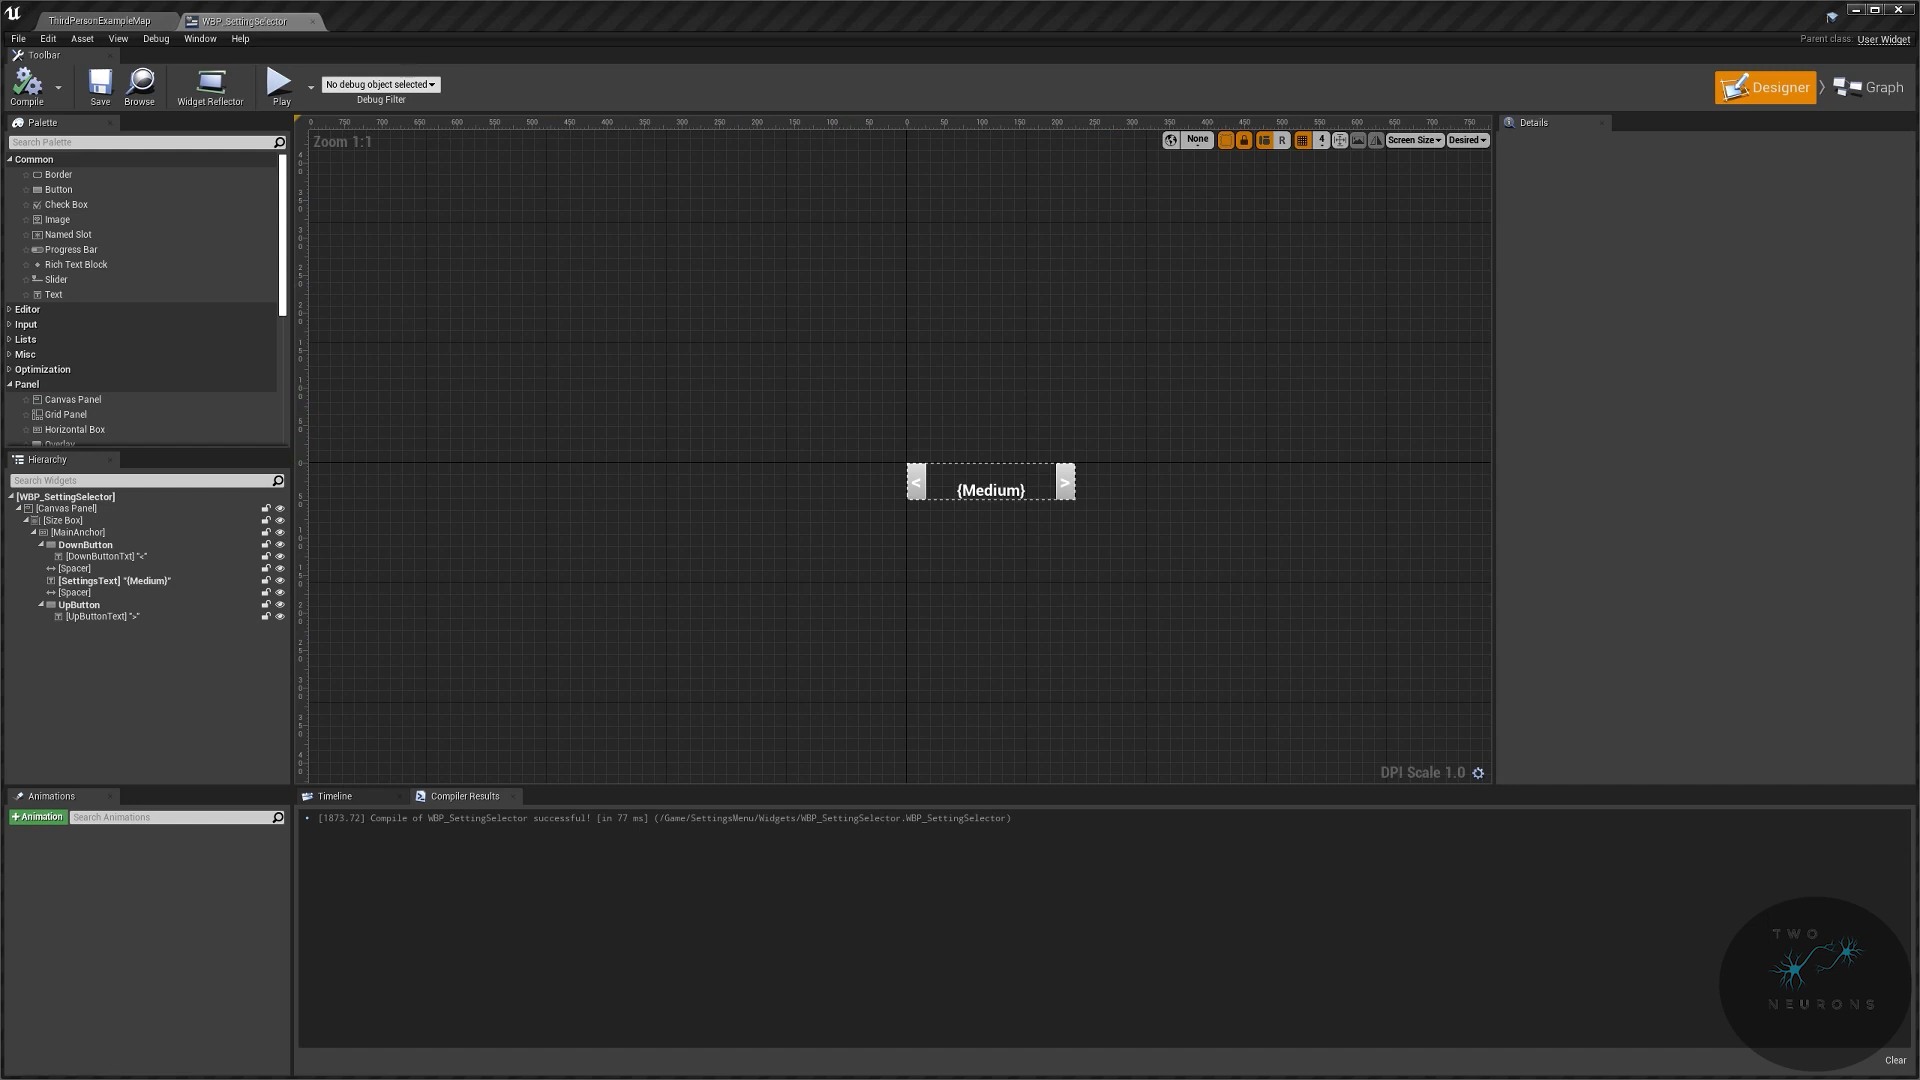 ThirdPersonExampleMap
WBP_SettingSelector
File Edit Asset View Debug Window Help
Parent class: User Widget
Toolbar
Compile
Save
Browse
Widget Reflector
Play
No debug object selected
Debug Filter
Designer
Graph
Palette
Search Palette
Common
Border
Button
Check Box
Image
Named Slot
Progress Bar
Rich Text Block
Slider
Text
Editor
Input
Lists
Misc
Optimization
Panel
Canvas Panel
Grid Panel
Horizontal Box
Overlay
Hierarchy
Search Widgets
[WBP_SettingSelector]
[Canvas Panel]
[Size Box]
[MainAnchor]
DownButton
[DownButtonTxt] "<"
[Spacer]
[SettingsText] "{Medium}"
[Spacer]
UpButton
[UpButtonText] ">"
Animations
+Animation
Search Animations
Zoom 1:1
None
R
4
Screen Size
Desired
< {Medium} >
DPI Scale 1.0
Details
Timeline
Compiler Results
[1873.72] Compile of WBP_SettingSelector successful! [in 77 ms] (/Game/SettingsMenu/Widgets/WBP_SettingSelector.WBP_SettingSelector)
TWO
NEURONS
Clear